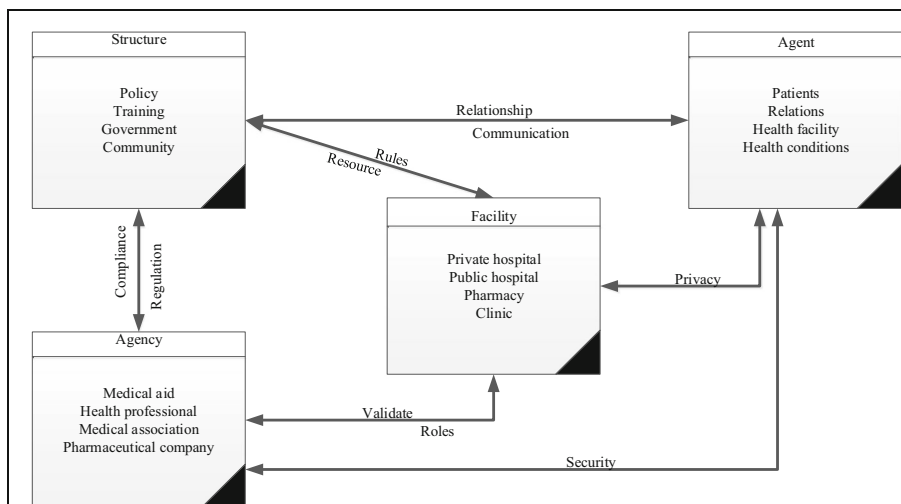 Structure
Policy
Training
Government
Community
Agent
Patients
Relations
Health facility
Health conditions
Relationship
Communication
Rules
Resource
Compliance
Regulation
Facility
Private hospital
Public hospital
Pharmacy
Clinic
Privacy
Agency
Medical aid
Health professional
Medical association
Pharmaceutical company
Validate
Roles
Security